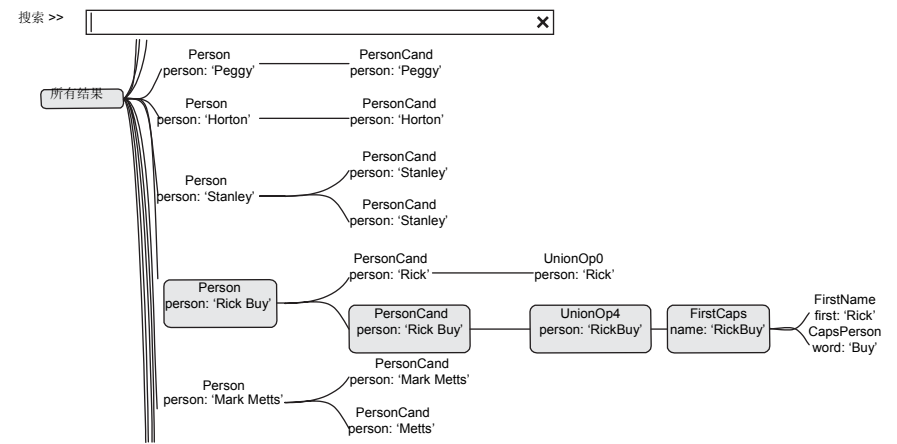 搜索 >>
Person
person: ‘Peggy’
PersonCand
person: ‘Peggy’
所有结果
Person
person: ‘Horton’
PersonCand
person: ‘Horton’
Person
person: ‘Stanley’
PersonCand
person: ‘Stanley’
PersonCand
person: ‘Stanley’
Person
person: ‘Rick Buy’
PersonCand
person: ‘Rick’
UnionOp0
person: ‘Rick’
PersonCand
person: ‘Rick Buy’
UnionOp4
person: ‘RickBuy’
FirstCaps
name: ‘RickBuy’
FirstName
first: ‘Rick’
CapsPerson
word: ‘Buy’
Person
person: ‘Mark Metts’
PersonCand
person: ‘Mark Metts’
PersonCand
person: ‘Metts’